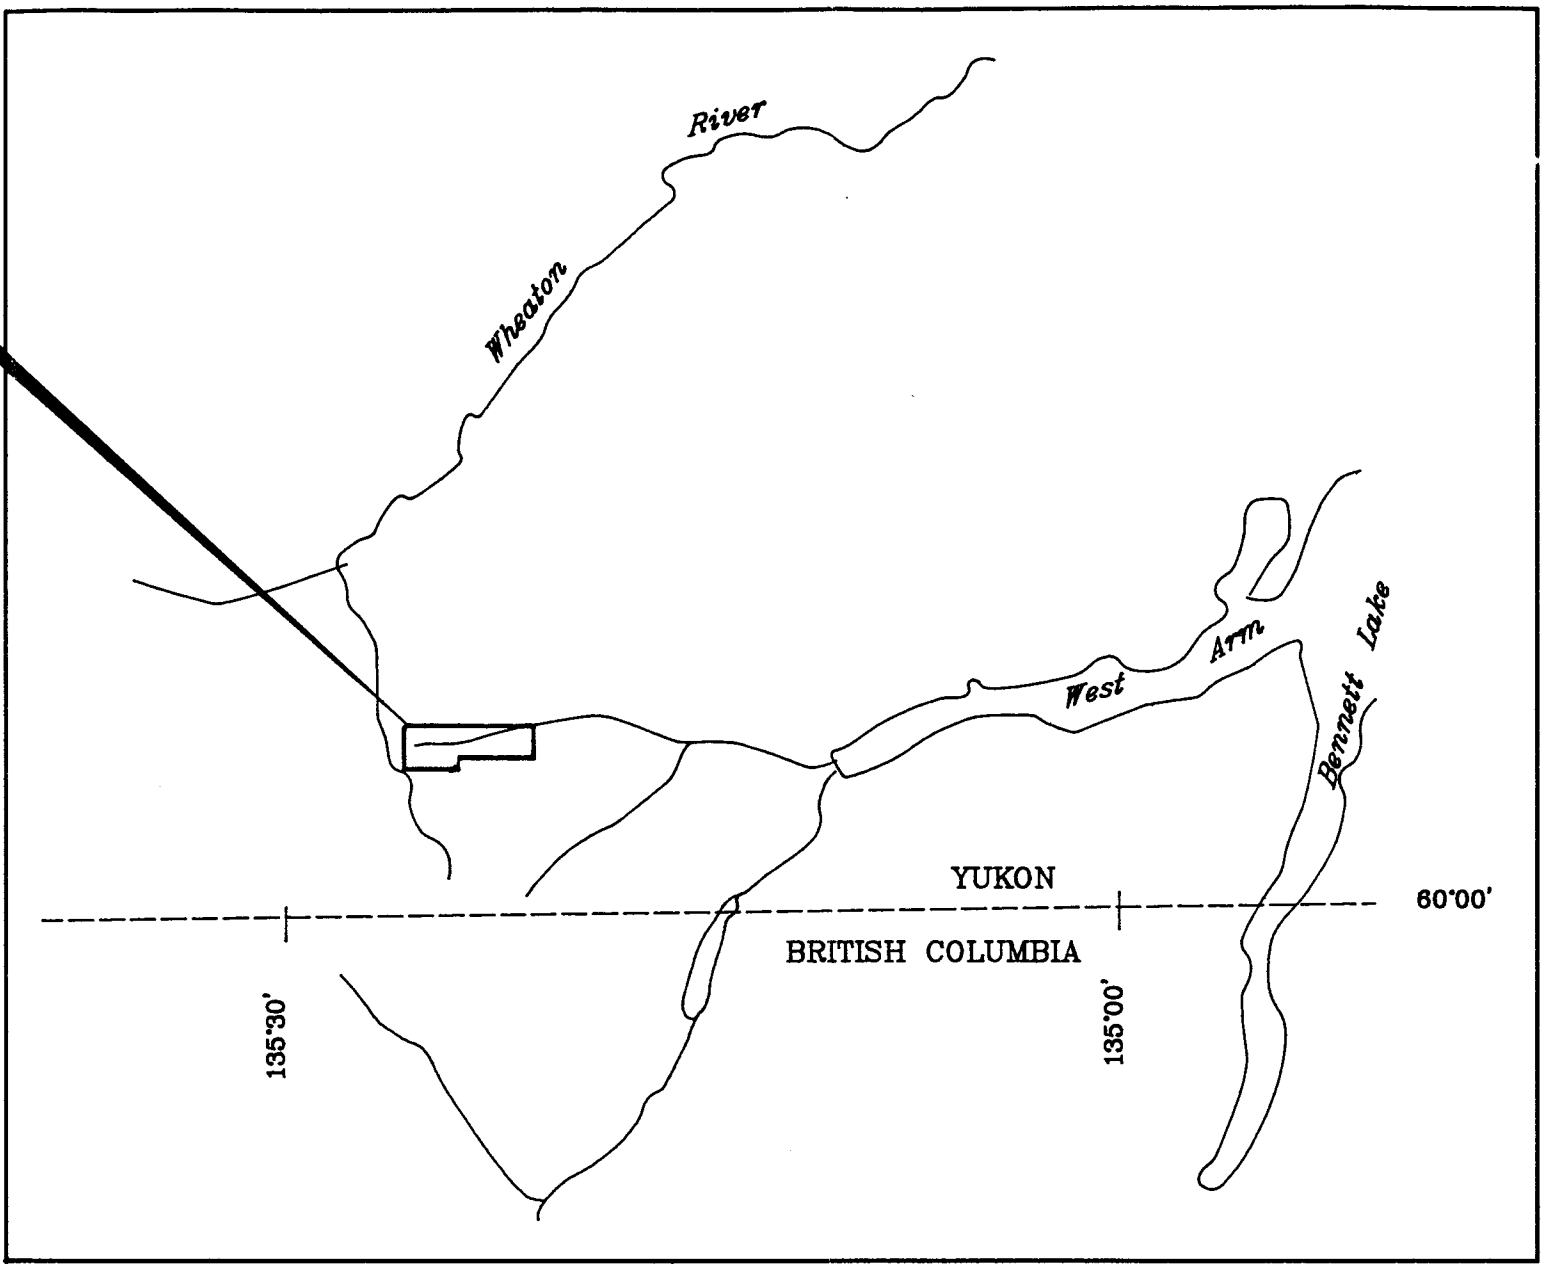 River
Wheaton
Arm
West
Bennett Lake
YUKON
60°00'
BRITISH COLUMBIA
135°30'
135°00'